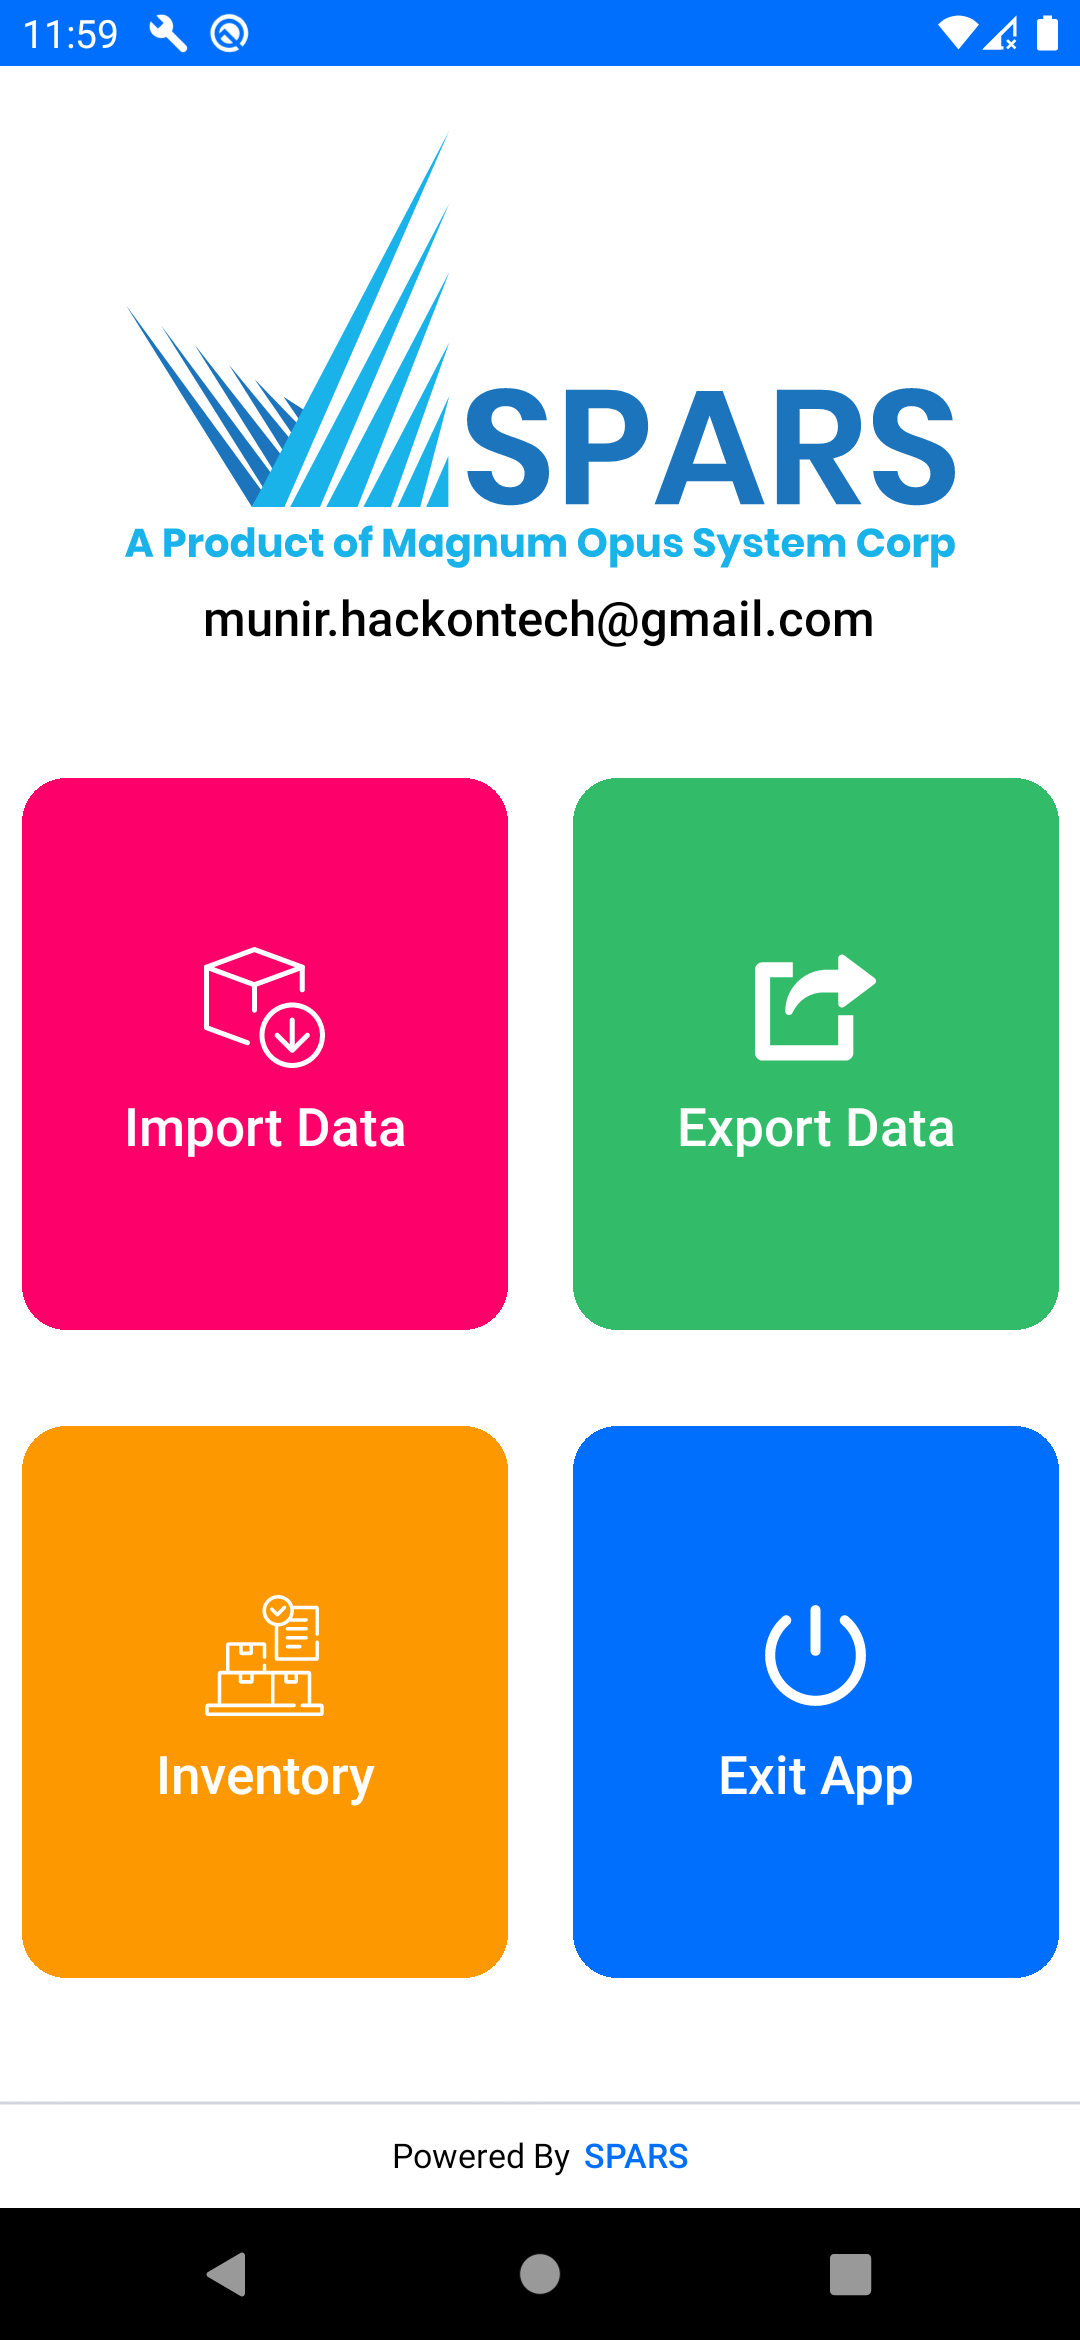 11:59
SPARS
A Product of Magnum Opus System Corp
munir.hackontech@gmail.com
Import Data
Export Data
Inventory
Exit App
Powered By SPARS